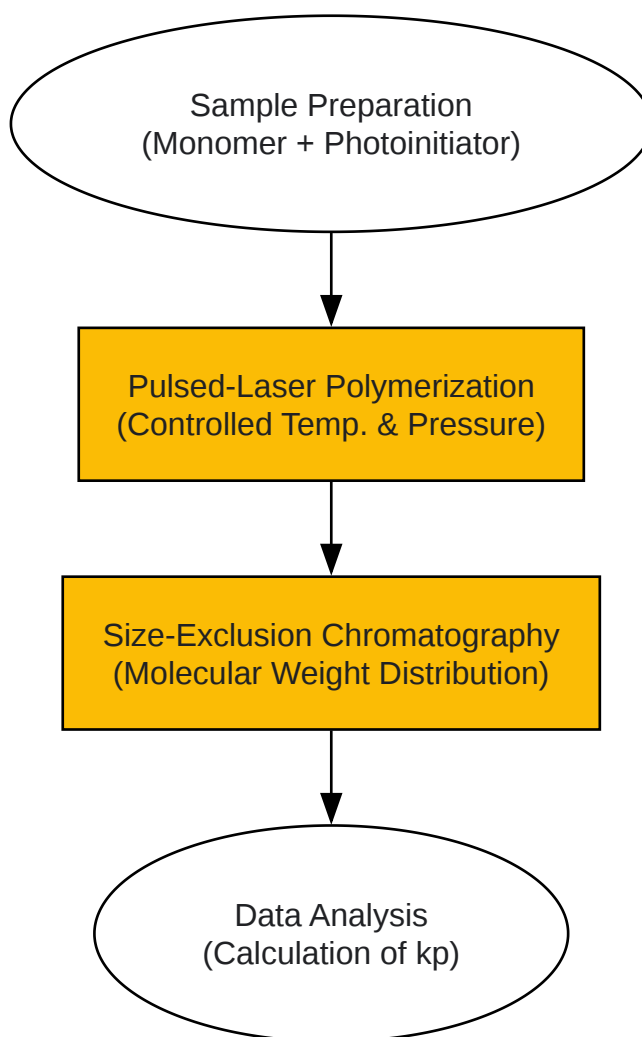 Sample Preparation
(Monomer + Photoinitiator)
Pulsed-Laser Polymerization
(Controlled Temp. & Pressure)
Size-Exclusion Chromatography
(Molecular Weight Distribution)
Data Analysis
(Calculation of kp)